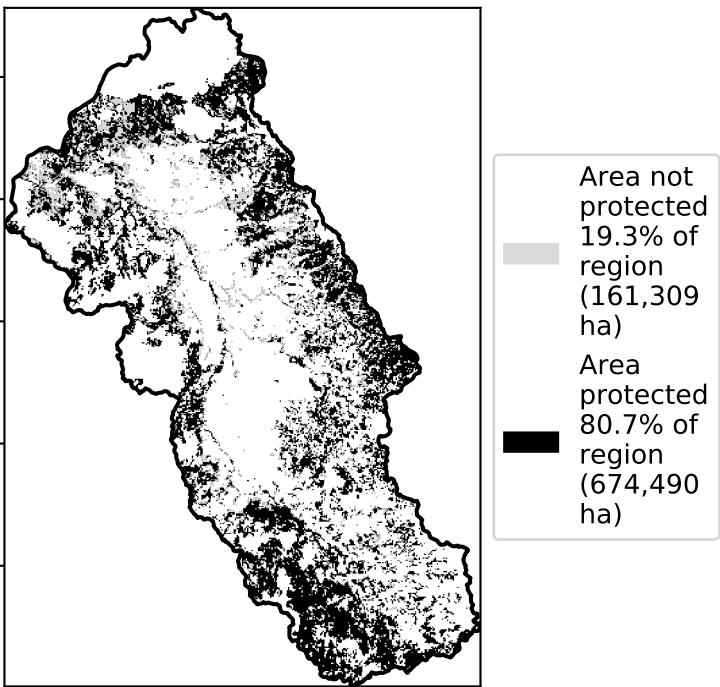 Area not
protected
19.3% of
region
(161,309
ha)
Area
protected
80.7% of
region
(674,490
ha)